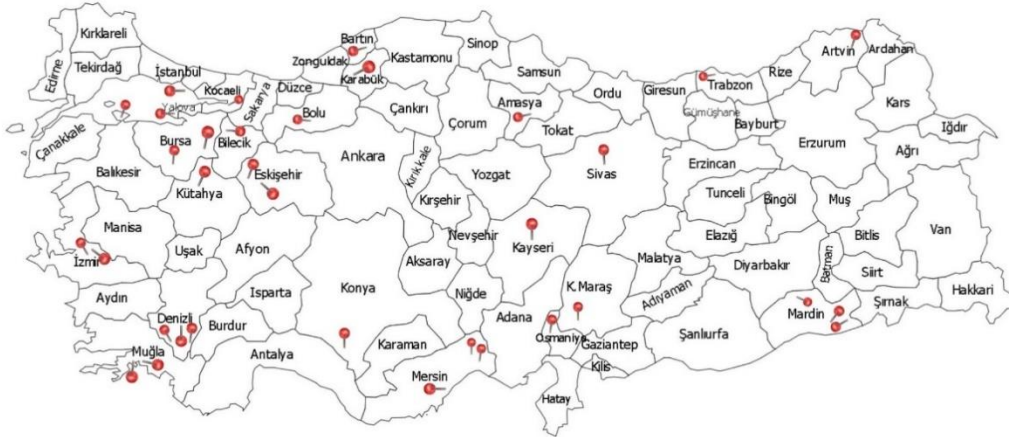 Kırklareli
Edirne
Tekirdağ
İstanbul
Kocaeli
Yalova
Sakarya
Düzce
Zonguldak
Bartın
Karabük
Kastamonu
Sinop
Samsun
Ordu
Giresun
Trabzon
Rize
Artvin
Ardahan
Kars
Iğdır
Ağrı
Çanakkale
Balıkesir
Bursa
Bilecik
Bolu
Çankırı
Çorum
Amasya
Tokat
Gümüşhane
Bayburt
Erzurum
Erzincan
Kütahya
Eskişehir
Ankara
Kırıkkale
Yozgat
Sivas
Tunceli
Bingöl
Muş
Kırşehir
Nevşehir
Kayseri
Elazığ
Bitlis
Van
Manisa
İzmir
Uşak
Afyon
Aksaray
Malatya
Diyarbakır
Batman
Siirt
Şırnak
Hakkari
Aydın
Denizli
Burdur
Isparta
Konya
Niğde
Adana
K.Maraş
Adıyaman
Şanlıurfa
Mardin
Muğla
Antalya
Karaman
Mersin
Osmaniye
Gaziantep
Kilis
Hatay